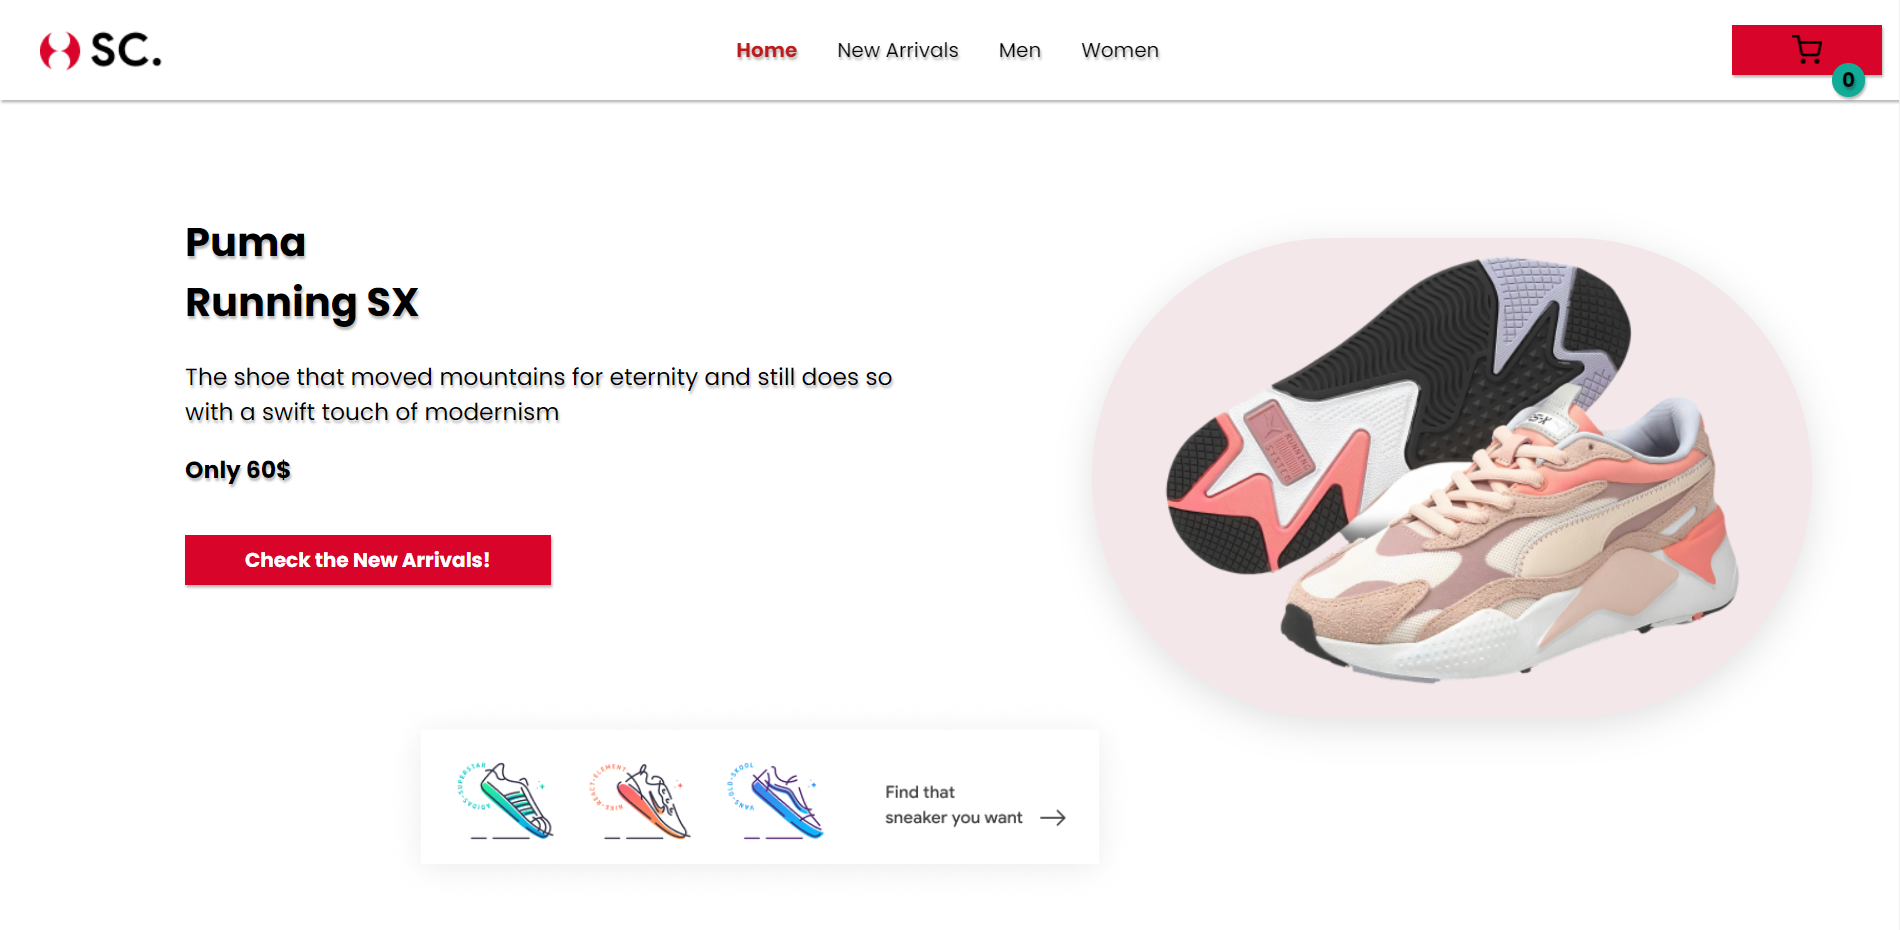 SC.
Home
New Arrivals
Men
Women
0
Puma
Running SX
The shoe that moved mountains for eternity and still does so
with a swift touch of modernism
Only 60$
Check the New Arrivals!
RUNNING
SYSTEM
ADIDAS-SUPERSTAR
NIKE-REACT-ELEMENT
VANS-OLD-SKOOL
Find that
sneaker you want